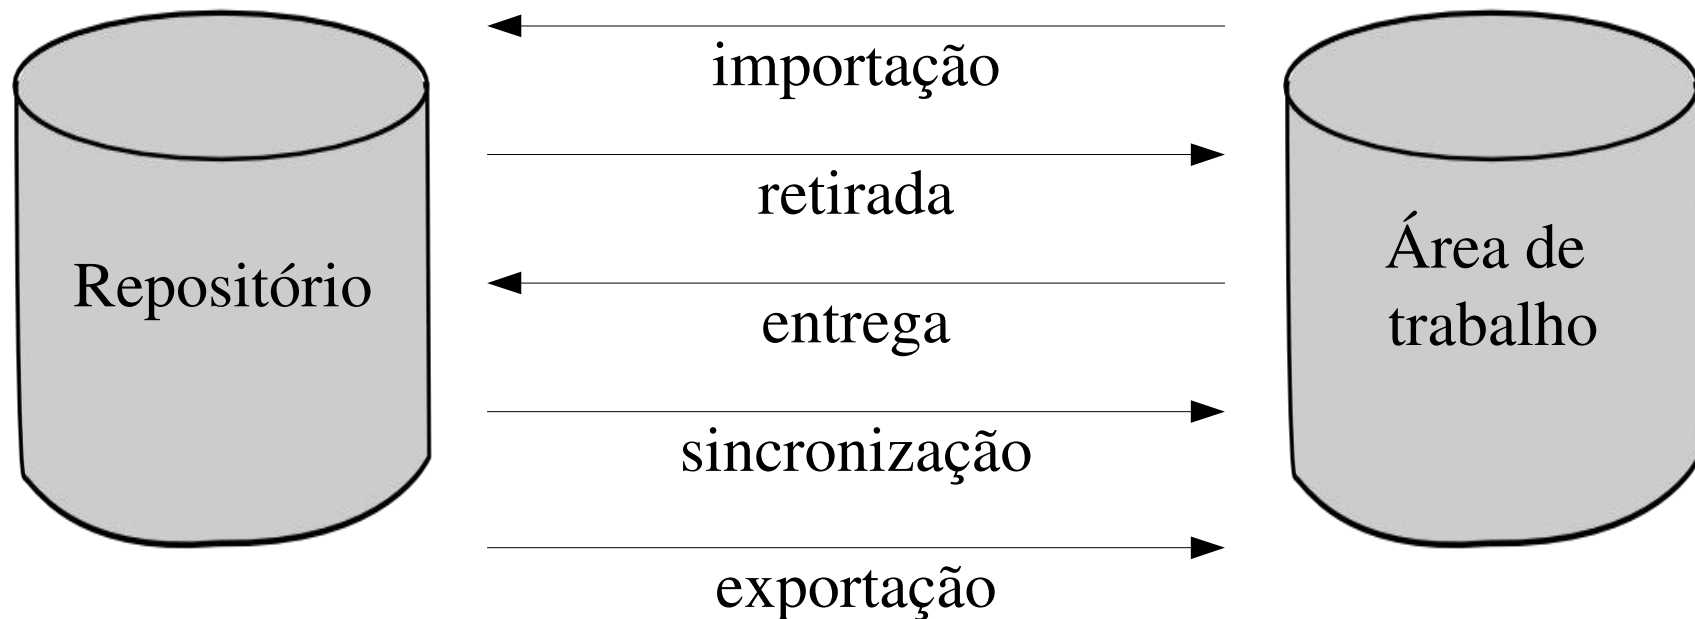 importação
retirada
Repositório
Área de
trabalho
entrega
sincronização
exportação